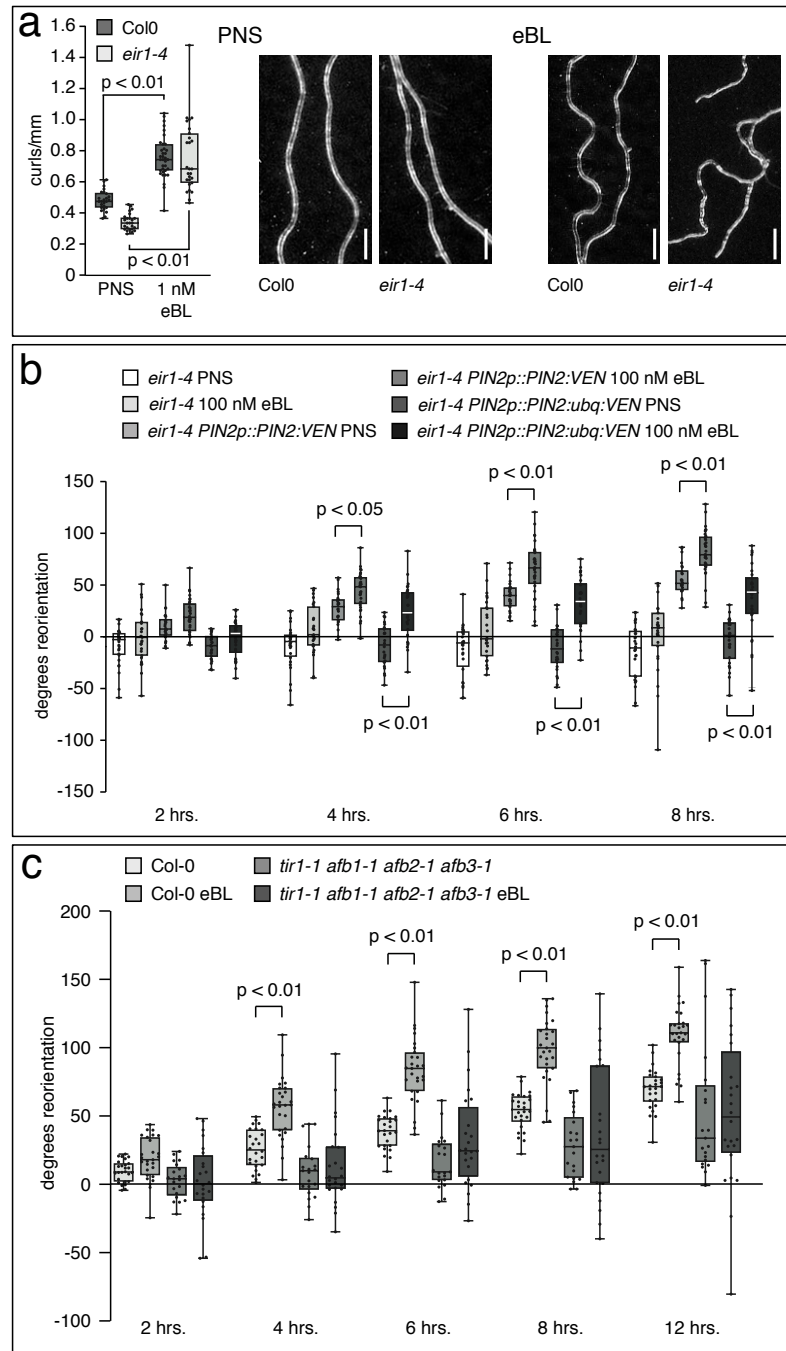 a
Col0
eir1-4
PNS
eBL
curls/mm
1.6
1.4
1.2
1.0
0.8
0.6
0.4
0.2
0
p < 0.01
p < 0.01
PNS
1 nM
eBL
Col0
eir1-4
Col0
eir1-4
b
eir1-4 PNS
eir1-4 100 nM eBL
eir1-4 PIN2p::PIN2:VEN PNS
eir1-4 PIN2p::PIN2:VEN 100 nM eBL
eir1-4 PIN2p::PIN2:ubq:VEN PNS
eir1-4 PIN2p::PIN2:ubq:VEN 100 nM eBL
degrees reorientation
150
100
50
0
-50
-100
-150
p < 0.05
p < 0.01
p < 0.01
p < 0.01
p < 0.01
p < 0.01
2 hrs.
4 hrs.
6 hrs.
8 hrs.
c
Col-0
Col-0 eBL
tir1-1 afb1-1 afb2-1 afb3-1
tir1-1 afb1-1 afb2-1 afb3-1 eBL
degrees reorientation
200
150
100
50
0
-50
-100
p < 0.01
p < 0.01
p < 0.01
p < 0.01
2 hrs.
4 hrs.
6 hrs.
8 hrs.
12 hrs.